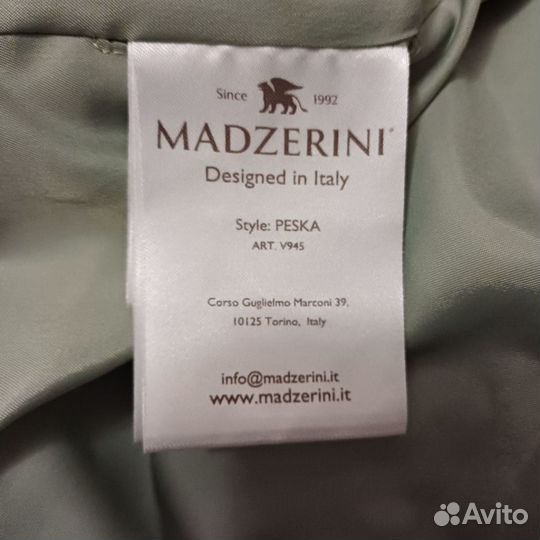 Since 1992
MADZERINI
Designed in Italy
Style: PESKA
ART. V945
Corso Guglielmo Marconi 39,
10125 Torino, Italy
info@madzerini.it
www.madzerini.it
Avito